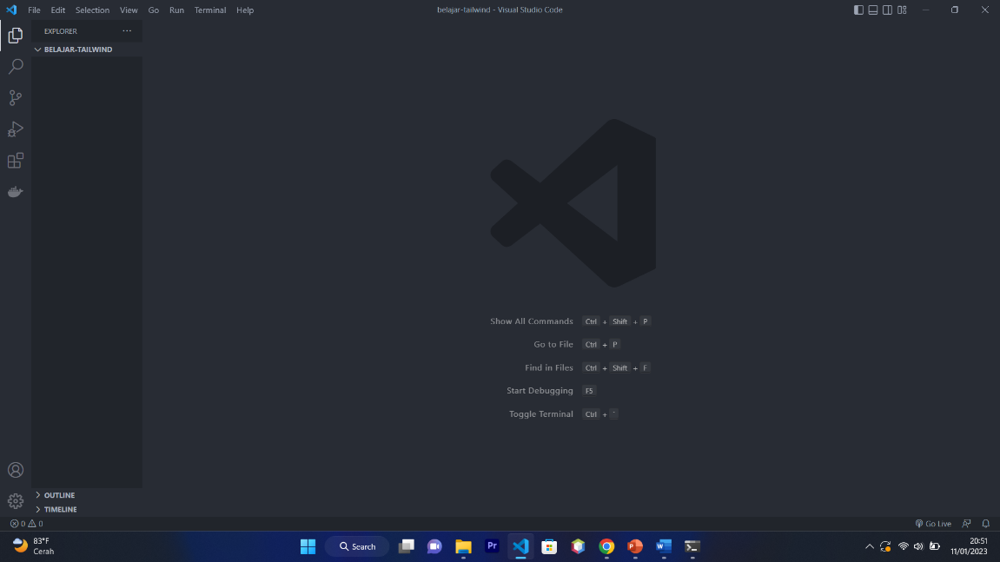 File Edit Selection View Go Run Terminal Help
belajar-tailwind - Visual Studio Code
EXPLORER
BELAJAR-TAILWIND
Show All Commands Ctrl + Shift + P
Go to File Ctrl + P
Find in Files Ctrl + Shift + F
Start Debugging F5
Toggle Terminal Ctrl + `
OUTLINE
TIMELINE
0 0
Go Live
83°F
Cerah
Search
Pr
P
W
20:51
11/01/2023